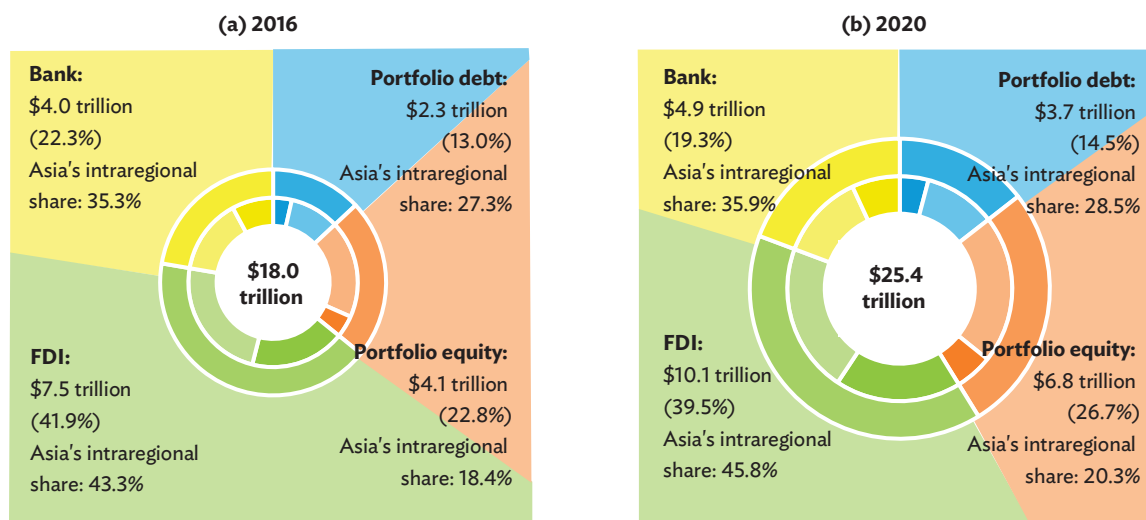 (a) 2016
Bank:
$4.0 trillion
(22.3%)
Asia's intraregional
share: 35.3%
Portfolio debt:
$2.3 trillion
(13.0%)
Asia's intraregional
share: 27.3%
$18.0
trillion
FDI:
$7.5 trillion
(41.9%)
Asia's intraregional
share: 43.3%
Portfolio equity:
$4.1 trillion
(22.8%)
Asia's intraregional
share: 18.4%
(b) 2020
Bank:
$4.9 trillion
(19.3%)
Asia's intraregional
share: 35.9%
Portfolio debt:
$3.7 trillion
(14.5%)
Asia's intraregional
share: 28.5%
$25.4
trillion
FDI:
$10.1 trillion
(39.5%)
Asia's intraregional
share: 45.8%
Portfolio equity:
$6.8 trillion
(26.7%)
Asia's intraregional
share: 20.3%